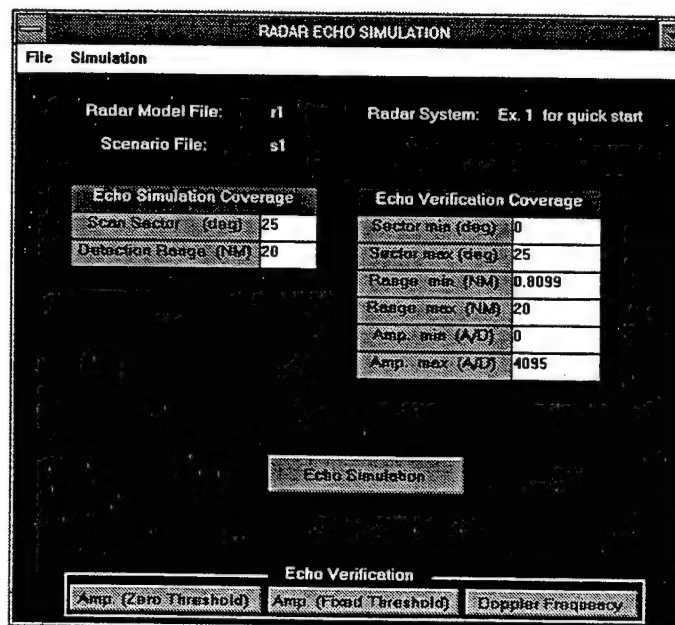 RADAR ECHO SIMULATION
File Simulation
Radar Model File: r1 Radar System: Ex. 1 for quick start
Scenario File: s1
Echo Simulation Coverage
Scan Sector (deg) 25
Detection Range (NM) 20
Echo Verification Coverage
Sector min (deg) 0
Sector max (deg) 25
Range min (NM) 0.8099
Range max (NM) 20
Amp. min (A/D) 0
Amp. max (A/D) 4095
Echo Simulation
Echo Verification
Amp. (Zero Threshold) Amp. (Fixed Threshold) Doppler Frequency